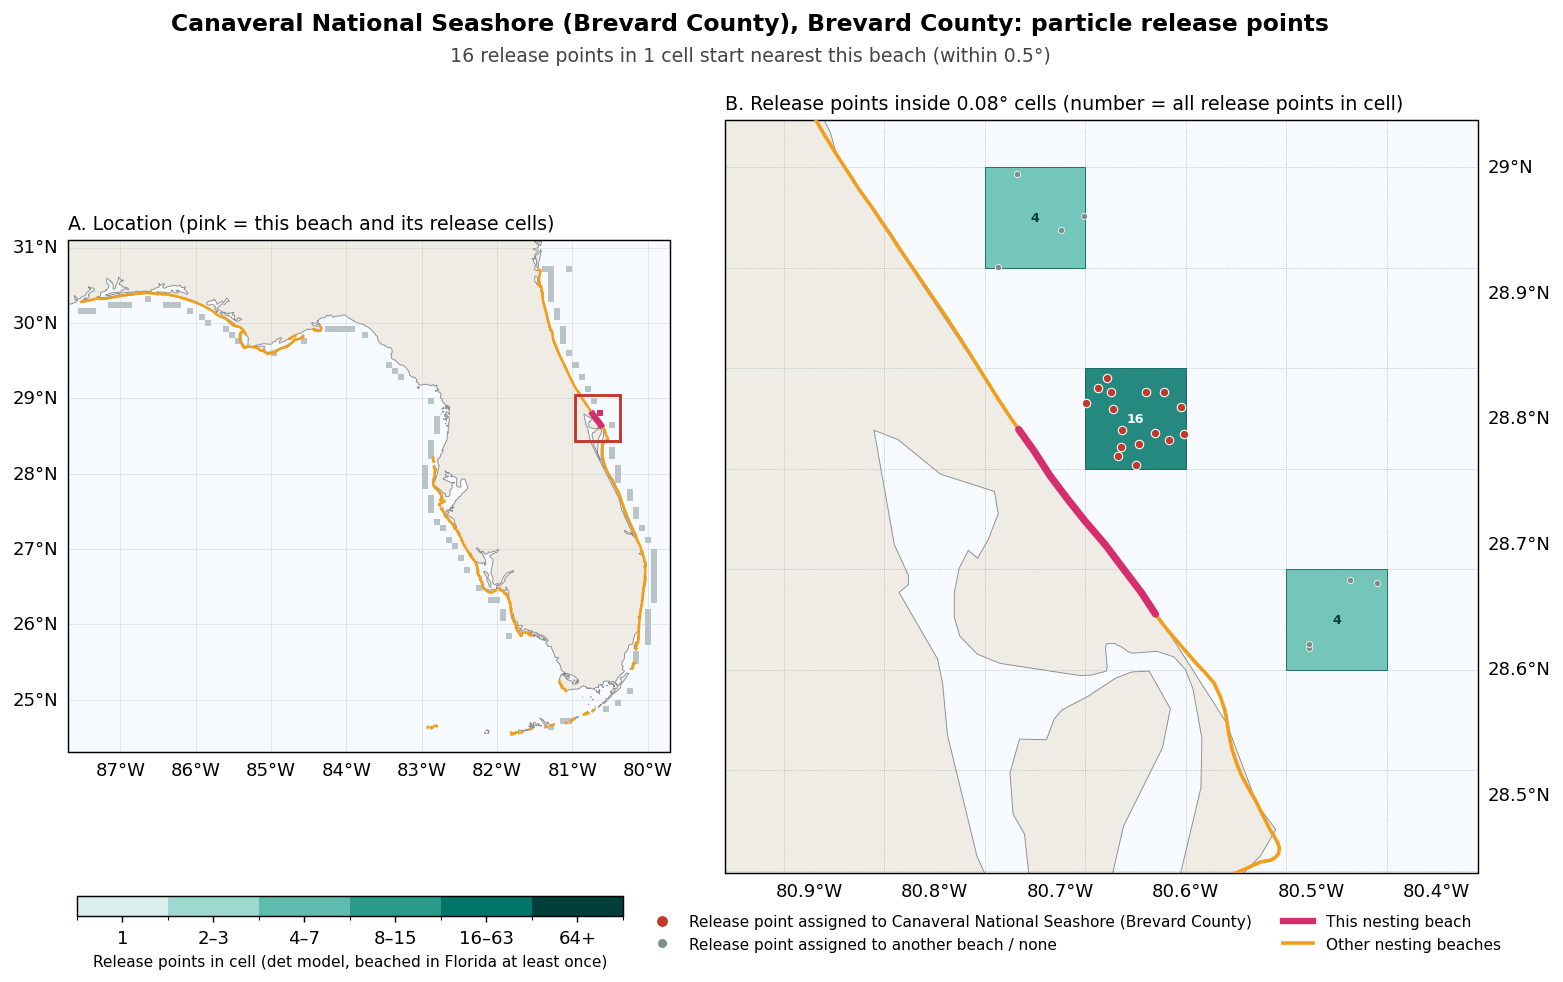 Canaveral National Seashore (Brevard County), Brevard County: particle release points
16 release points in 1 cell start nearest this beach (within 0.5°)
A. Location (pink = this beach and its release cells)
31°N
30°N
29°N
28°N
27°N
26°N
25°N
87°W 86°W 85°W 84°W 83°W 82°W 81°W 80°W
B. Release points inside 0.08° cells (number = all release points in cell)
4
16
4
29°N
28.9°N
28.8°N
28.7°N
28.6°N
28.5°N
80.9°W 80.8°W 80.7°W 80.6°W 80.5°W 80.4°W
1 2–3 4–7 8–15 16–63 64+
Release points in cell (det model, beached in Florida at least once)
Release point assigned to Canaveral National Seashore (Brevard County)
Release point assigned to another beach / none
This nesting beach
Other nesting beaches